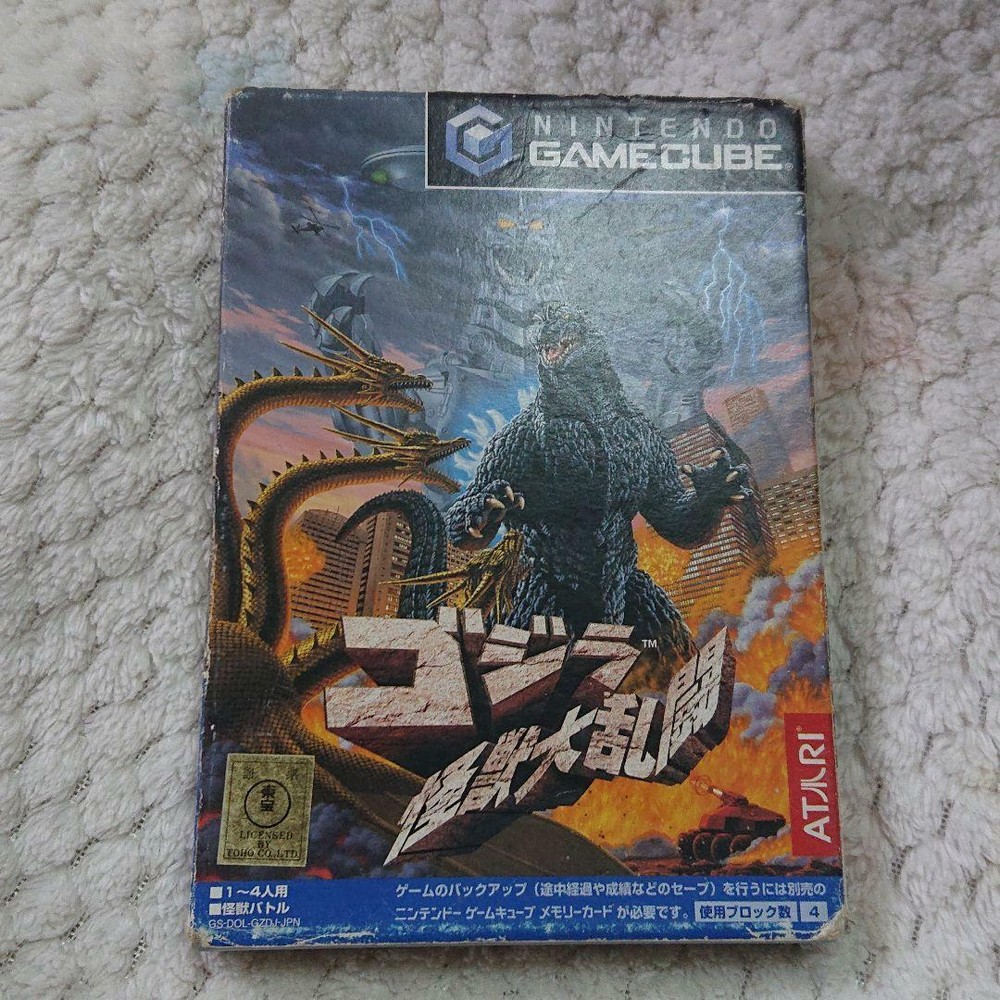 NINTENDO
GAMECUBE®
ゴジラ™
怪獣大乱闘
ATARI®
東宝
LICENSED
BY
TOHO CO.,LTD.
■1〜4人用
■怪獣バトル
GS-DOL-GZDJ-JPN
ゲームのバックアップ（途中経過や成績などのセーブ）を行うには別売の
ニンテンドーゲームキューブ メモリーカードが必要です。 使用ブロック数 4